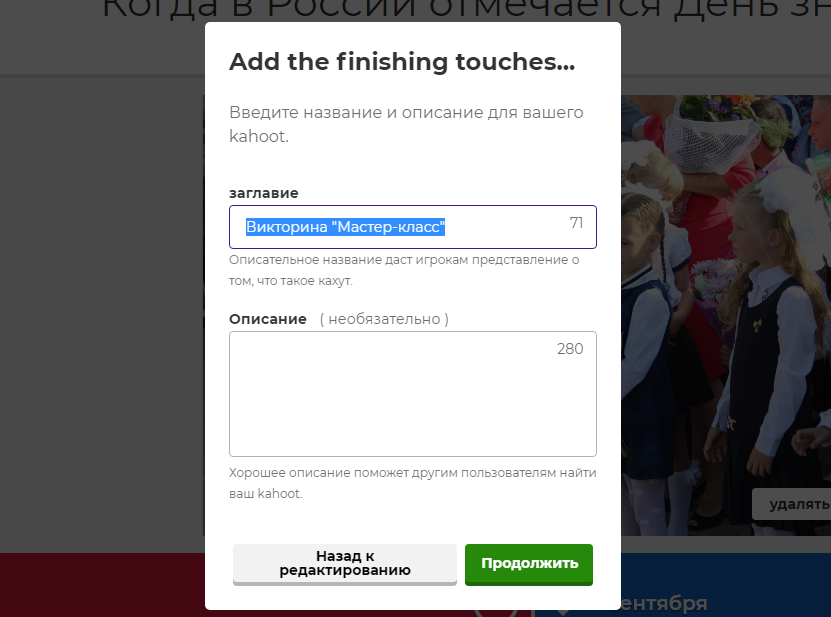 Когда в России отмечается День зн
Add the finishing touches...
Введите название и описание для вашего
kahoot.
заглавие
Викторина "Мастер-класс" 71
Описательное название даст игрокам представление о
том, что такое кахут.
Описание ( необязательно )
280
Хорошее описание поможет другим пользователям найти
ваш kahoot.
удалять
Назад к
редактированию
Продолжить
ентября